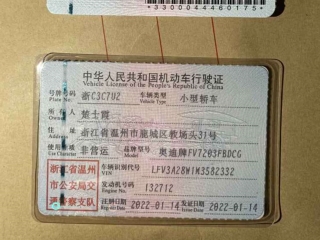 3300044460175
中华人民共和国机动车行驶证
Vehicle License of the People's Republic of China
号牌号码 浙C3C7UZ 车辆类型 小型轿车
Plate No. Vehicle Type
所有人 楚士霞
Owner
住址 浙江省温州市鹿城区教场头31号
Address
使用性质 非营运 品牌型号 奥迪牌FV7203FBDCG
Use Character Model
浙江省温州市公安局交通警察支队
车辆识别代号 LFV3A28W1M3582332
VIN
发动机号码 132712
Engine No.
注册日期 2022-01-14 发证日期 2022-01-14
Register Date Issue Date